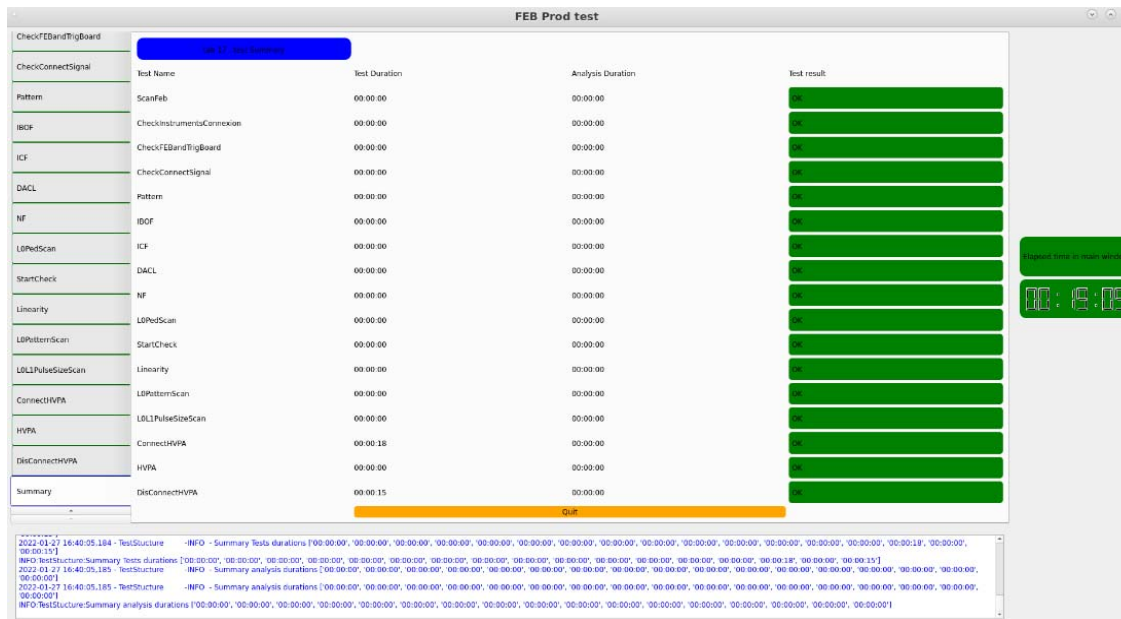 FEB Prod test
CheckFEBandTrigBoard
CheckConnectSignal
Pattern
IBOF
ICF
DACL
NF
L0PedScan
StartCheck
Linearity
L0PatternScan
L0L1PulseSizeScan
ConnectHVPA
HVPA
DisConnectHVPA
Summary
Test Name Test Duration Analysis Duration Test result
ScanFeb 00:00:00 00:00:00 OK
CheckInstrumentsConnexion 00:00:00 00:00:00 OK
CheckFEBandTrigBoard 00:00:00 00:00:00 OK
CheckConnectSignal 00:00:00 00:00:00 OK
Pattern 00:00:00 00:00:00 OK
IBOF 00:00:00 00:00:00 OK
ICF 00:00:00 00:00:00 OK
DACL 00:00:00 00:00:00 OK
NF 00:00:00 00:00:00 OK
L0PedScan 00:00:00 00:00:00 OK
StartCheck 00:00:00 00:00:00 OK
Linearity 00:00:00 00:00:00 OK
L0PatternScan 00:00:00 00:00:00 OK
L0L1PulseSizeScan 00:00:00 00:00:00 OK
ConnectHVPA 00:00:18 00:00:00 OK
HVPA 00:00:00 00:00:00 OK
DisConnectHVPA 00:00:15 00:00:00 OK
Quit
Elapsed time in main windo
2022-01-27 16:40:05,184 - TestStucture -INFO - Summary Tests durations ['00:00:00', '00:00:00', '00:00:00', '00:00:00', '00:00:00', '00:00:00', '00:00:00', '00:00:00', '00:00:00', '00:00:00', '00:00:00', '00:00:00', '00:00:00', '00:00:00', '00:00:18', '00:00:00',
'00:00:15']
INFO:TestStucture:Summary Tests durations ['00:00:00', '00:00:00', '00:00:00', '00:00:00', '00:00:00', '00:00:00', '00:00:00', '00:00:00', '00:00:00', '00:00:00', '00:00:00', '00:00:00', '00:00:00', '00:00:00', '00:00:18', '00:00:00', '00:00:15']
2022-01-27 16:40:05,185 - TestStucture -INFO - Summary analysis durations ['00:00:00', '00:00:00', '00:00:00', '00:00:00', '00:00:00', '00:00:00', '00:00:00', '00:00:00', '00:00:00', '00:00:00', '00:00:00', '00:00:00', '00:00:00', '00:00:00', '00:00:00', '00:00:00',
'00:00:00']
2022-01-27 16:40:05,185 - TestStucture -INFO - Summary analysis durations ['00:00:00', '00:00:00', '00:00:00', '00:00:00', '00:00:00', '00:00:00', '00:00:00', '00:00:00', '00:00:00', '00:00:00', '00:00:00', '00:00:00', '00:00:00', '00:00:00', '00:00:00', '00:00:00',
'00:00:00']
INFO:TestStucture:Summary analysis durations ['00:00:00', '00:00:00', '00:00:00', '00:00:00', '00:00:00', '00:00:00', '00:00:00', '00:00:00', '00:00:00', '00:00:00', '00:00:00', '00:00:00', '00:00:00', '00:00:00', '00:00:00', '00:00:00', '00:00:00']